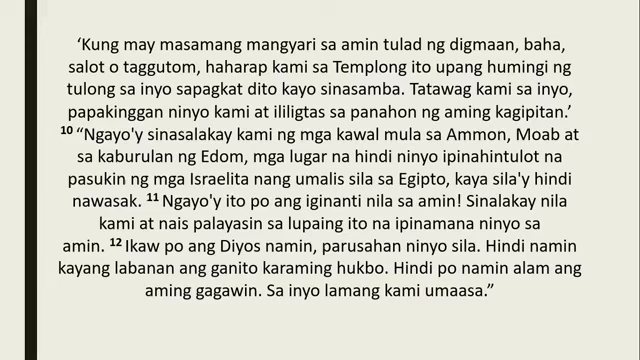 ‘Kung may masamang mangyari sa amin tulad ng digmaan, baha,
salot o taggutom, haharap kami sa Templong ito upang humingi ng
tulong sa inyo sapagkat dito kayo sinasamba. Tatawag kami sa inyo,
papakinggan ninyo kami at ililigtas sa panahon ng aming kagipitan.’
10 “Ngayo'y sinasalakay kami ng mga kawal mula sa Ammon, Moab at
sa kaburulan ng Edom, mga lugar na hindi ninyo ipinahintulot na
pasukin ng mga Israelita nang umalis sila sa Egipto, kaya sila'y hindi
nawasak. 11 Ngayo'y ito po ang iginanti nila sa amin! Sinalakay nila
kami at nais palayasin sa lupaing ito na ipinamana ninyo sa
amin. 12 Ikaw po ang Diyos namin, parusahan ninyo sila. Hindi namin
kayang labanan ang ganito karaming hukbo. Hindi po namin alam ang
aming gagawin. Sa inyo lamang kami umaasa.”